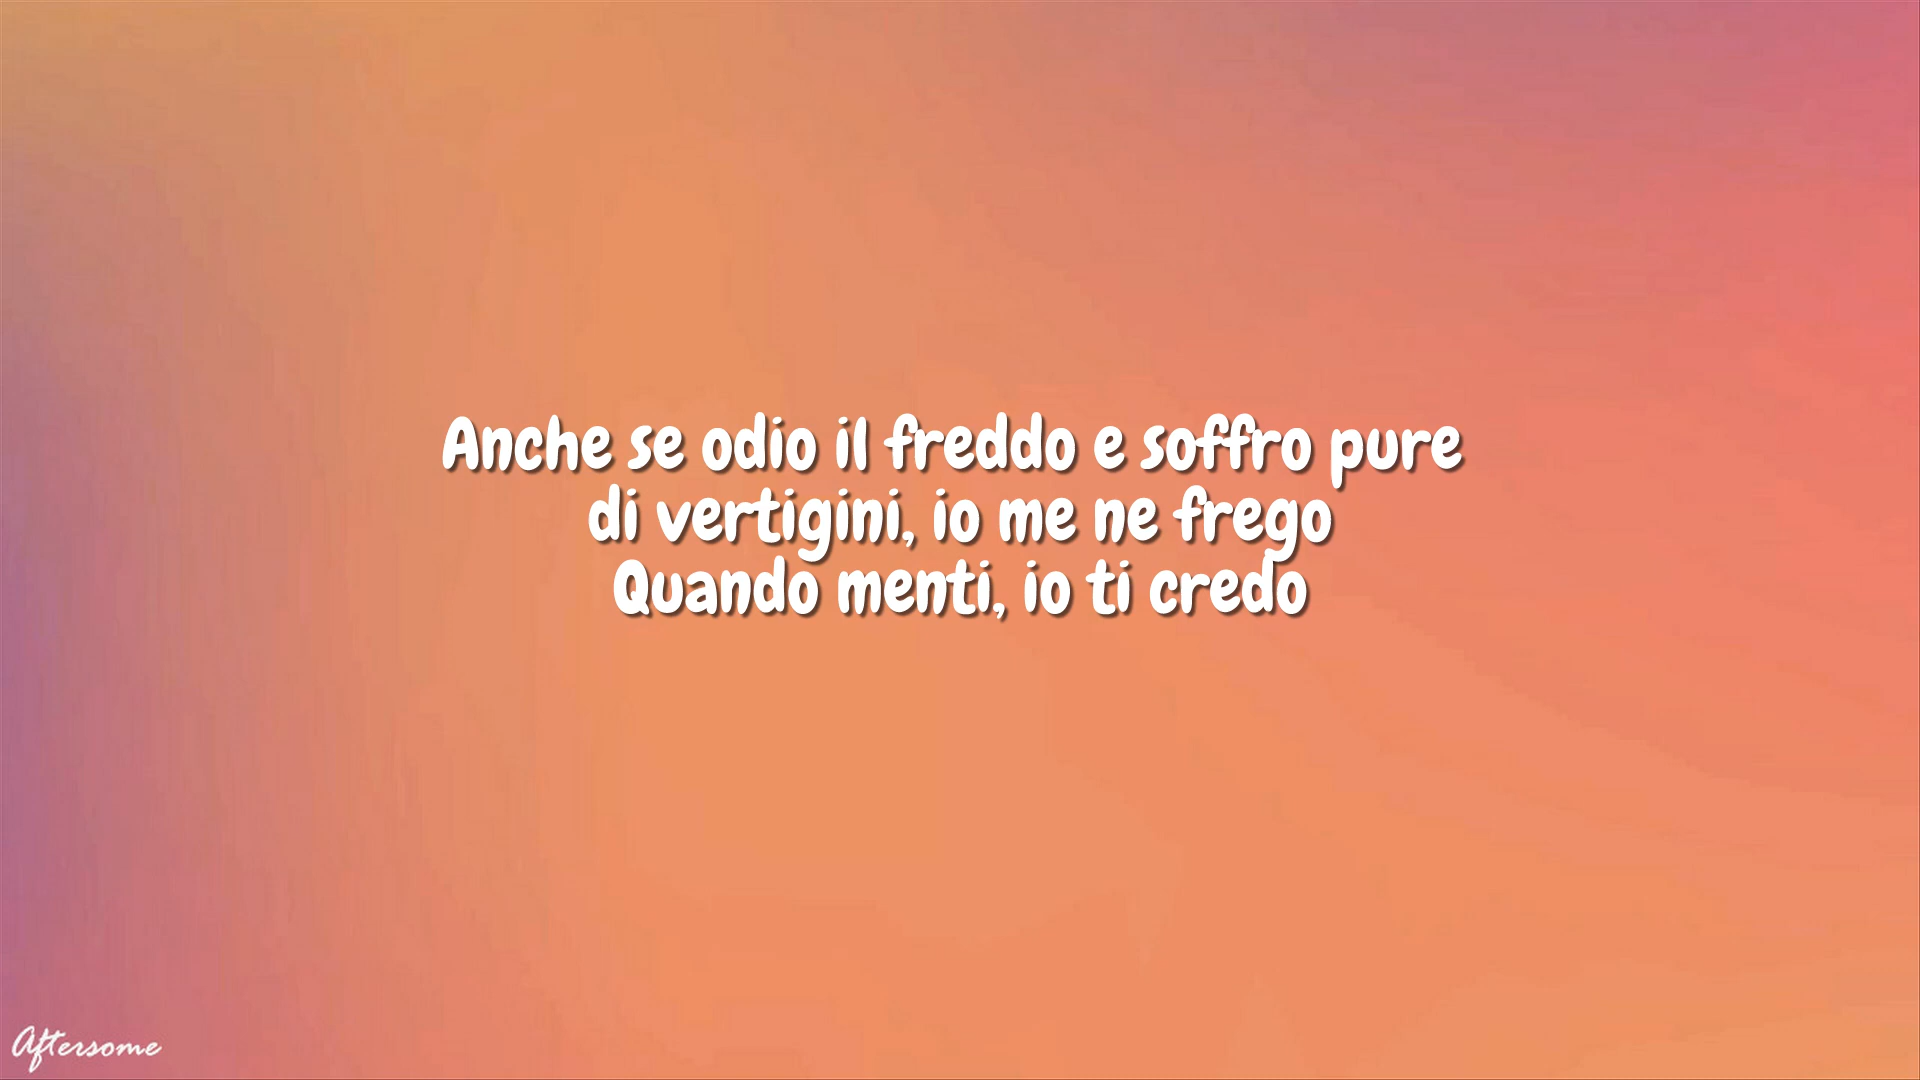 Anche se odio il freddo e soffro pure
di vertigini, io me ne frego
Quando menti, io ti credo
Aftersome